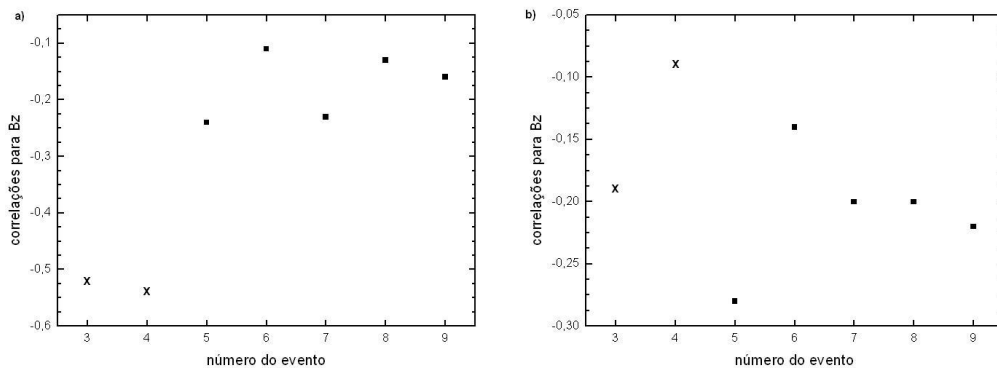 a)
correlações para Bz
-0,1
-0,2
-0,3
-0,4
-0,5
-0,6
x
x
3 4 5 6 7 8 9
número do evento
b)
correlações para Bz
-0,05
-0,10
-0,15
-0,20
-0,25
-0,30
x
x
3 4 5 6 7 8 9
número do evento